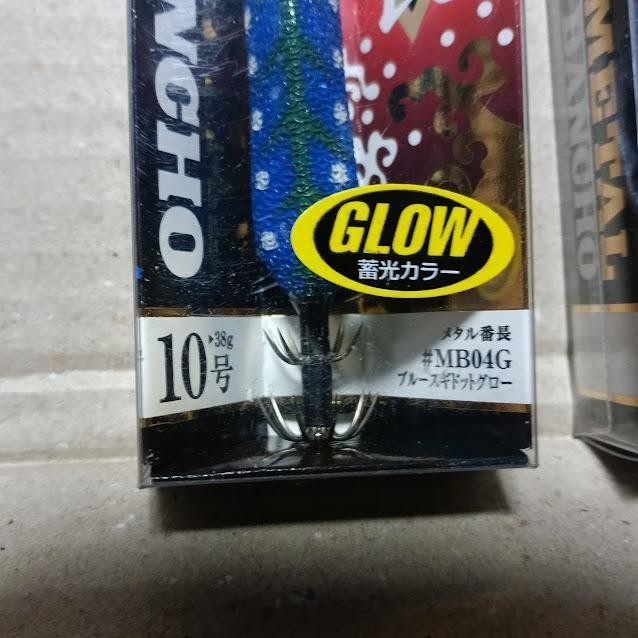 NCHO
GLOW
蓄光カラー
10号
▶38g
メタル番長
#MB04G
ブルースギドットグロー
METAL
BANCHO